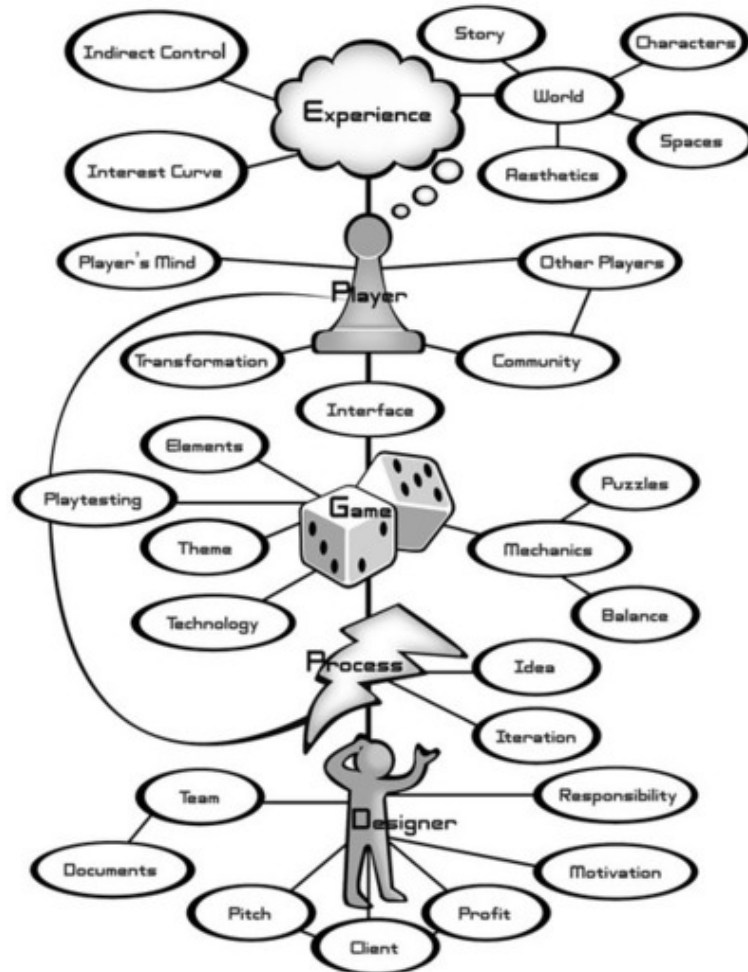 Story
Characters
Indirect Control
World
Experience
Spaces
Interest Curve
Aesthetics
Player's Mind
Other Players
Player
Transformation
Community
Interface
Elements
Puzzles
Playtesting
Game
Theme
Mechanics
Technology
Balance
Process
Idea
Iteration
Team
Responsibility
Designer
Documents
Motivation
Pitch
Profit
Client